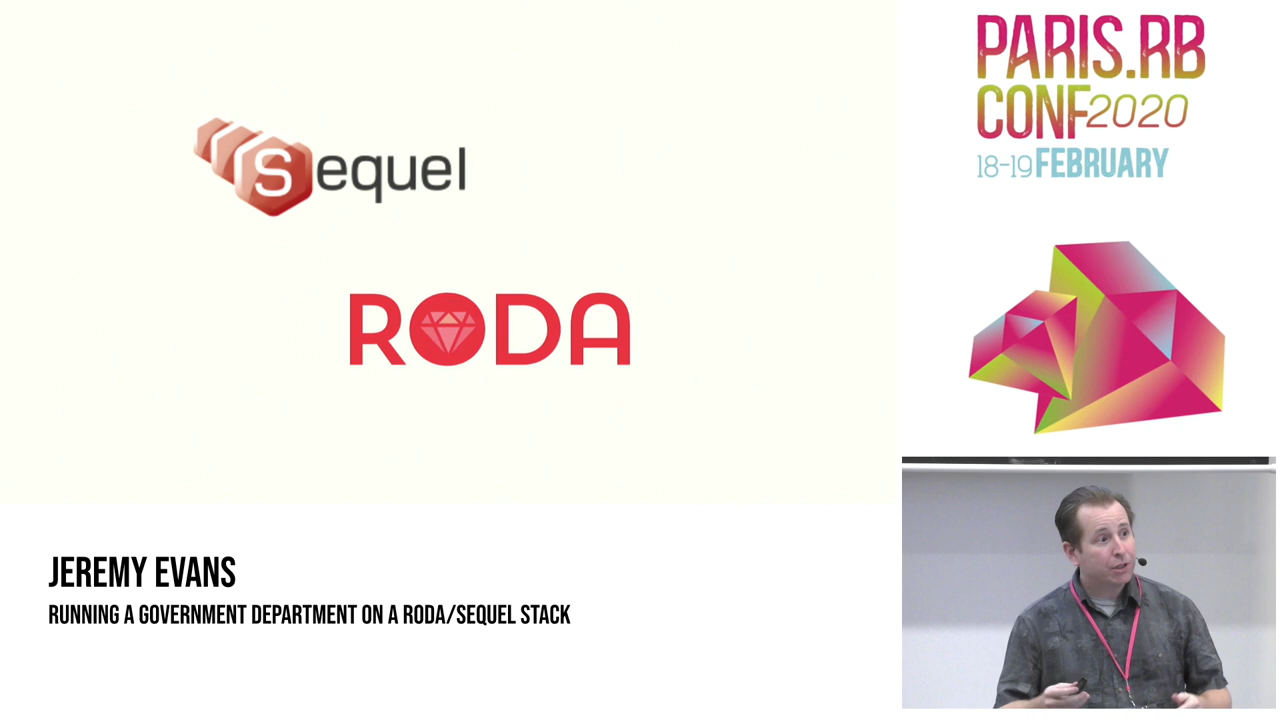 Sequel
RODA
JEREMY EVANS
RUNNING A GOVERNMENT DEPARTMENT ON A RODA/SEQUEL STACK
PARIS.RB
CONF2020
18-19 FEBRUARY